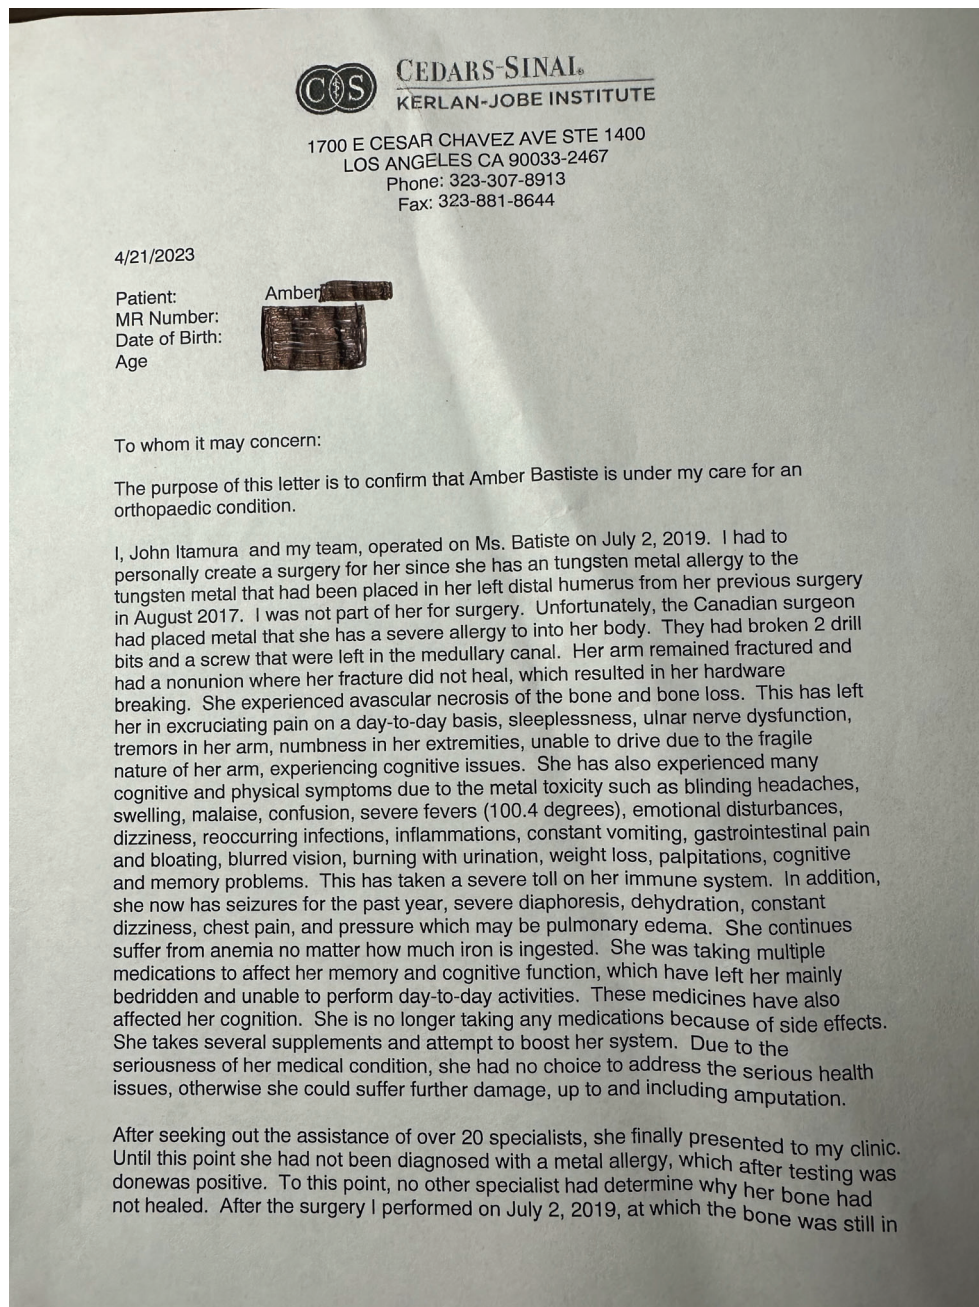 CS
CEDARS-SINAI®
KERLAN-JOBE INSTITUTE
1700 E CESAR CHAVEZ AVE STE 1400
LOS ANGELES CA 90033-2467
Phone: 323-307-8913
Fax: 323-881-8644
4/21/2023
Patient: Amber
MR Number:
Date of Birth:
Age
To whom it may concern:
The purpose of this letter is to confirm that Amber Bastiste is under my care for an
orthopaedic condition.
I, John Itamura and my team, operated on Ms. Batiste on July 2, 2019. I had to
personally create a surgery for her since she has an tungsten metal allergy to the
tungsten metal that had been placed in her left distal humerus from her previous surgery
in August 2017. I was not part of her for surgery. Unfortunately, the Canadian surgeon
had placed metal that she has a severe allergy to into her body. They had broken 2 drill
bits and a screw that were left in the medullary canal. Her arm remained fractured and
had a nonunion where her fracture did not heal, which resulted in her hardware
breaking. She experienced avascular necrosis of the bone and bone loss. This has left
her in excruciating pain on a day-to-day basis, sleeplessness, ulnar nerve dysfunction,
tremors in her arm, numbness in her extremities, unable to drive due to the fragile
nature of her arm, experiencing cognitive issues. She has also experienced many
cognitive and physical symptoms due to the metal toxicity such as blinding headaches,
swelling, malaise, confusion, severe fevers (100.4 degrees), emotional disturbances,
dizziness, reoccurring infections, inflammations, constant vomiting, gastrointestinal pain
and bloating, blurred vision, burning with urination, weight loss, palpitations, cognitive
and memory problems. This has taken a severe toll on her immune system. In addition,
she now has seizures for the past year, severe diaphoresis, dehydration, constant
dizziness, chest pain, and pressure which may be pulmonary edema. She continues
suffer from anemia no matter how much iron is ingested. She was taking multiple
medications to affect her memory and cognitive function, which have left her mainly
bedridden and unable to perform day-to-day activities. These medicines have also
affected her cognition. She is no longer taking any medications because of side effects.
She takes several supplements and attempt to boost her system. Due to the
seriousness of her medical condition, she had no choice to address the serious health
issues, otherwise she could suffer further damage, up to and including amputation.
After seeking out the assistance of over 20 specialists, she finally presented to my clinic.
Until this point she had not been diagnosed with a metal allergy, which after testing was
donewas positive. To this point, no other specialist had determine why her bone had
not healed. After the surgery I performed on July 2, 2019, at which the bone was still in